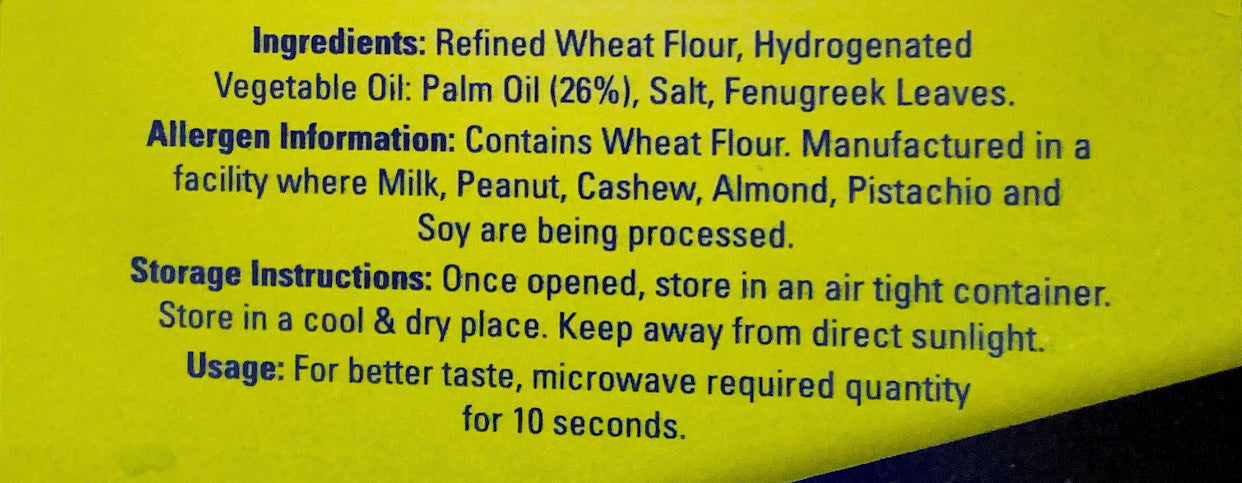 Ingredients: Refined Wheat Flour, Hydrogenated
Vegetable Oil: Palm Oil (26%), Salt, Fenugreek Leaves.
Allergen Information: Contains Wheat Flour. Manufactured in a
facility where Milk, Peanut, Cashew, Almond, Pistachio and
Soy are being processed.
Storage Instructions: Once opened, store in an air tight container.
Store in a cool & dry place. Keep away from direct sunlight.
Usage: For better taste, microwave required quantity
for 10 seconds.